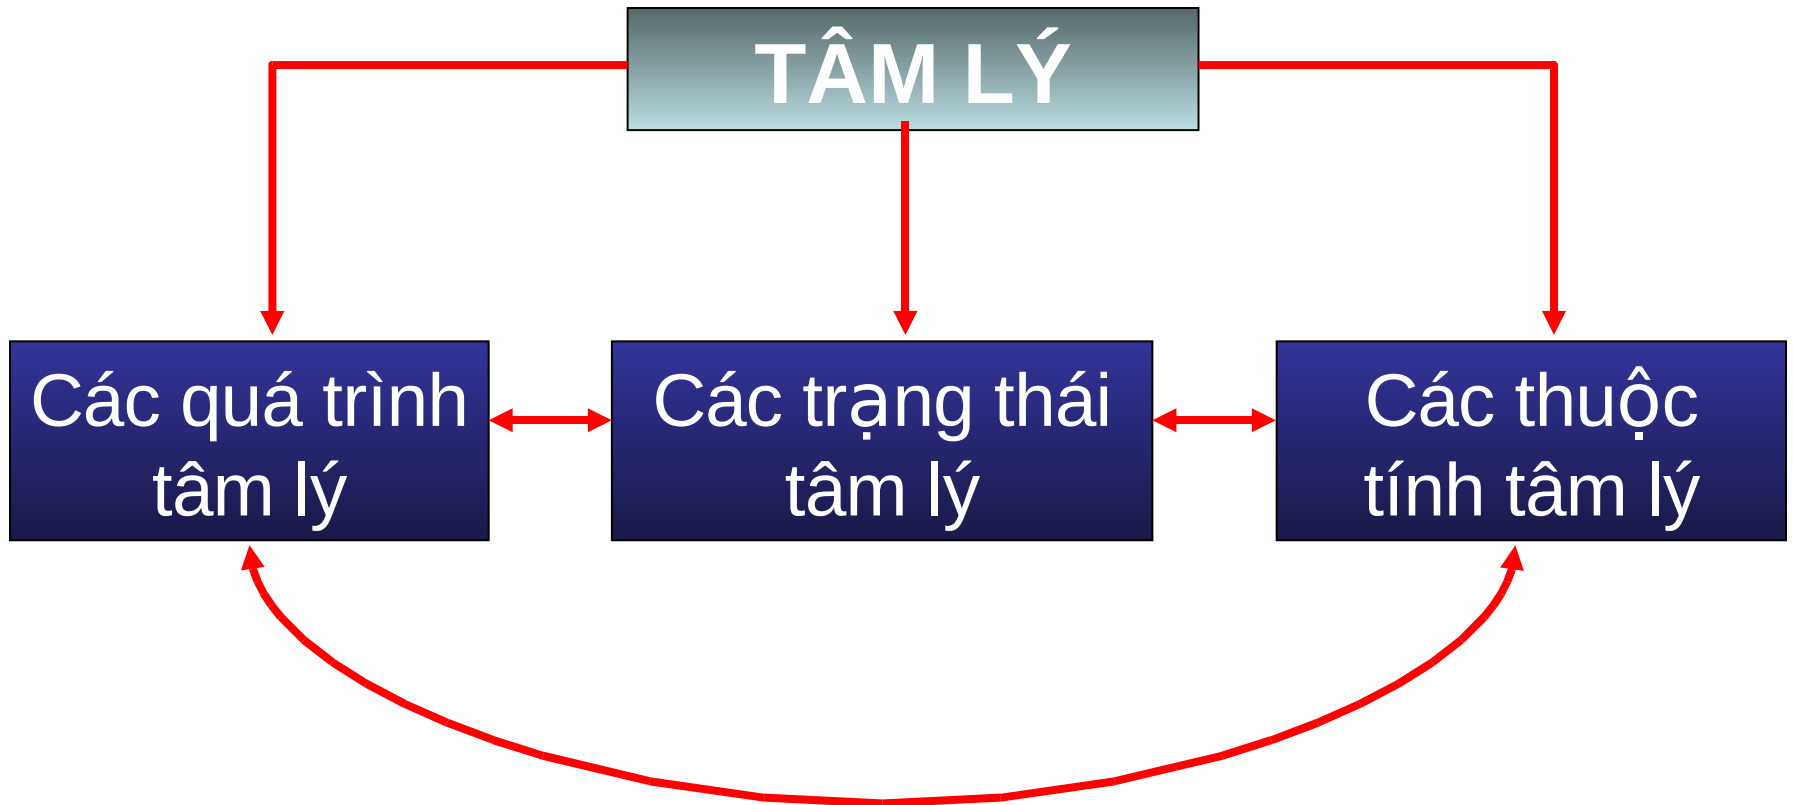 TÂM LÝ
Các quá trình
tâm lý
Các trạng thái
tâm lý
Các thuộc
tính tâm lý